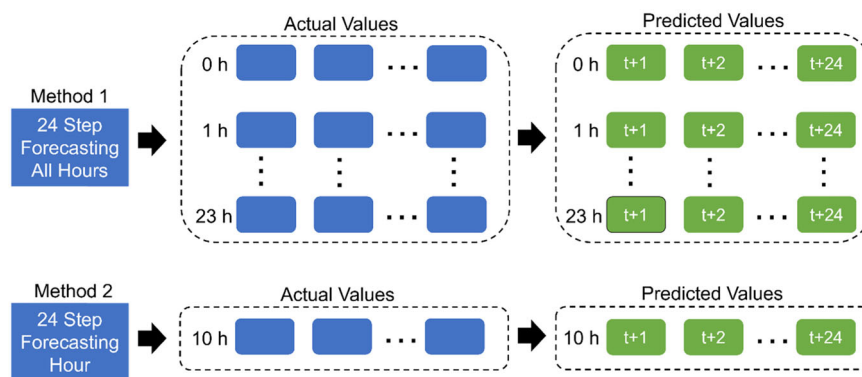 Actual Values
Predicted Values
0 h
...
0 h t+1 t+2 ... t+24
Method 1
24 Step
Forecasting
All Hours
1 h
...
1 h t+1 t+2 ... t+24
23 h
...
23 h t+1 t+2 ... t+24
Method 2
24 Step
Forecasting
Hour
Actual Values
Predicted Values
10 h
...
10 h t+1 t+2 ... t+24